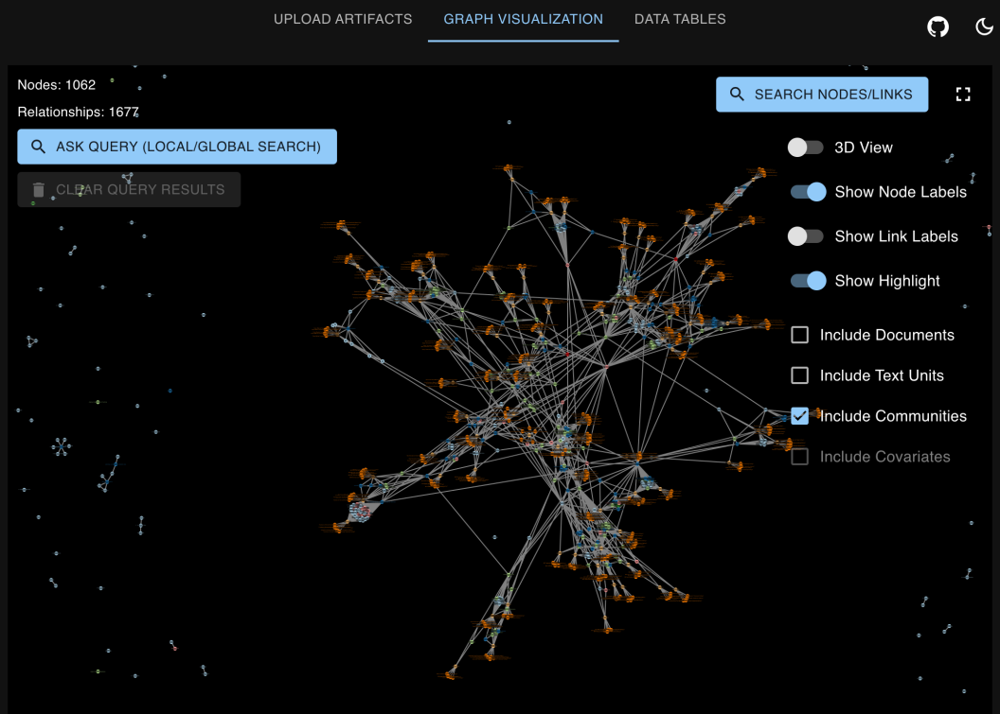 UPLOAD ARTIFACTS
GRAPH VISUALIZATION
DATA TABLES
Nodes: 1062
Relationships: 1677
SEARCH NODES/LINKS
ASK QUERY (LOCAL/GLOBAL SEARCH)
CLEAR QUERY RESULTS
3D View
Show Node Labels
Show Link Labels
Show Highlight
Include Documents
Include Text Units
Include Communities
Include Covariates